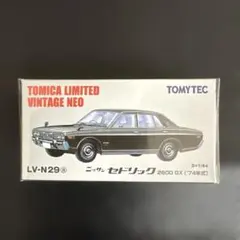 TOMICA LIMITED
VINTAGE NEO
TOMYTEC
LV-N29ⓐ
ニッサン セドリック 2600 GX ('74年式)